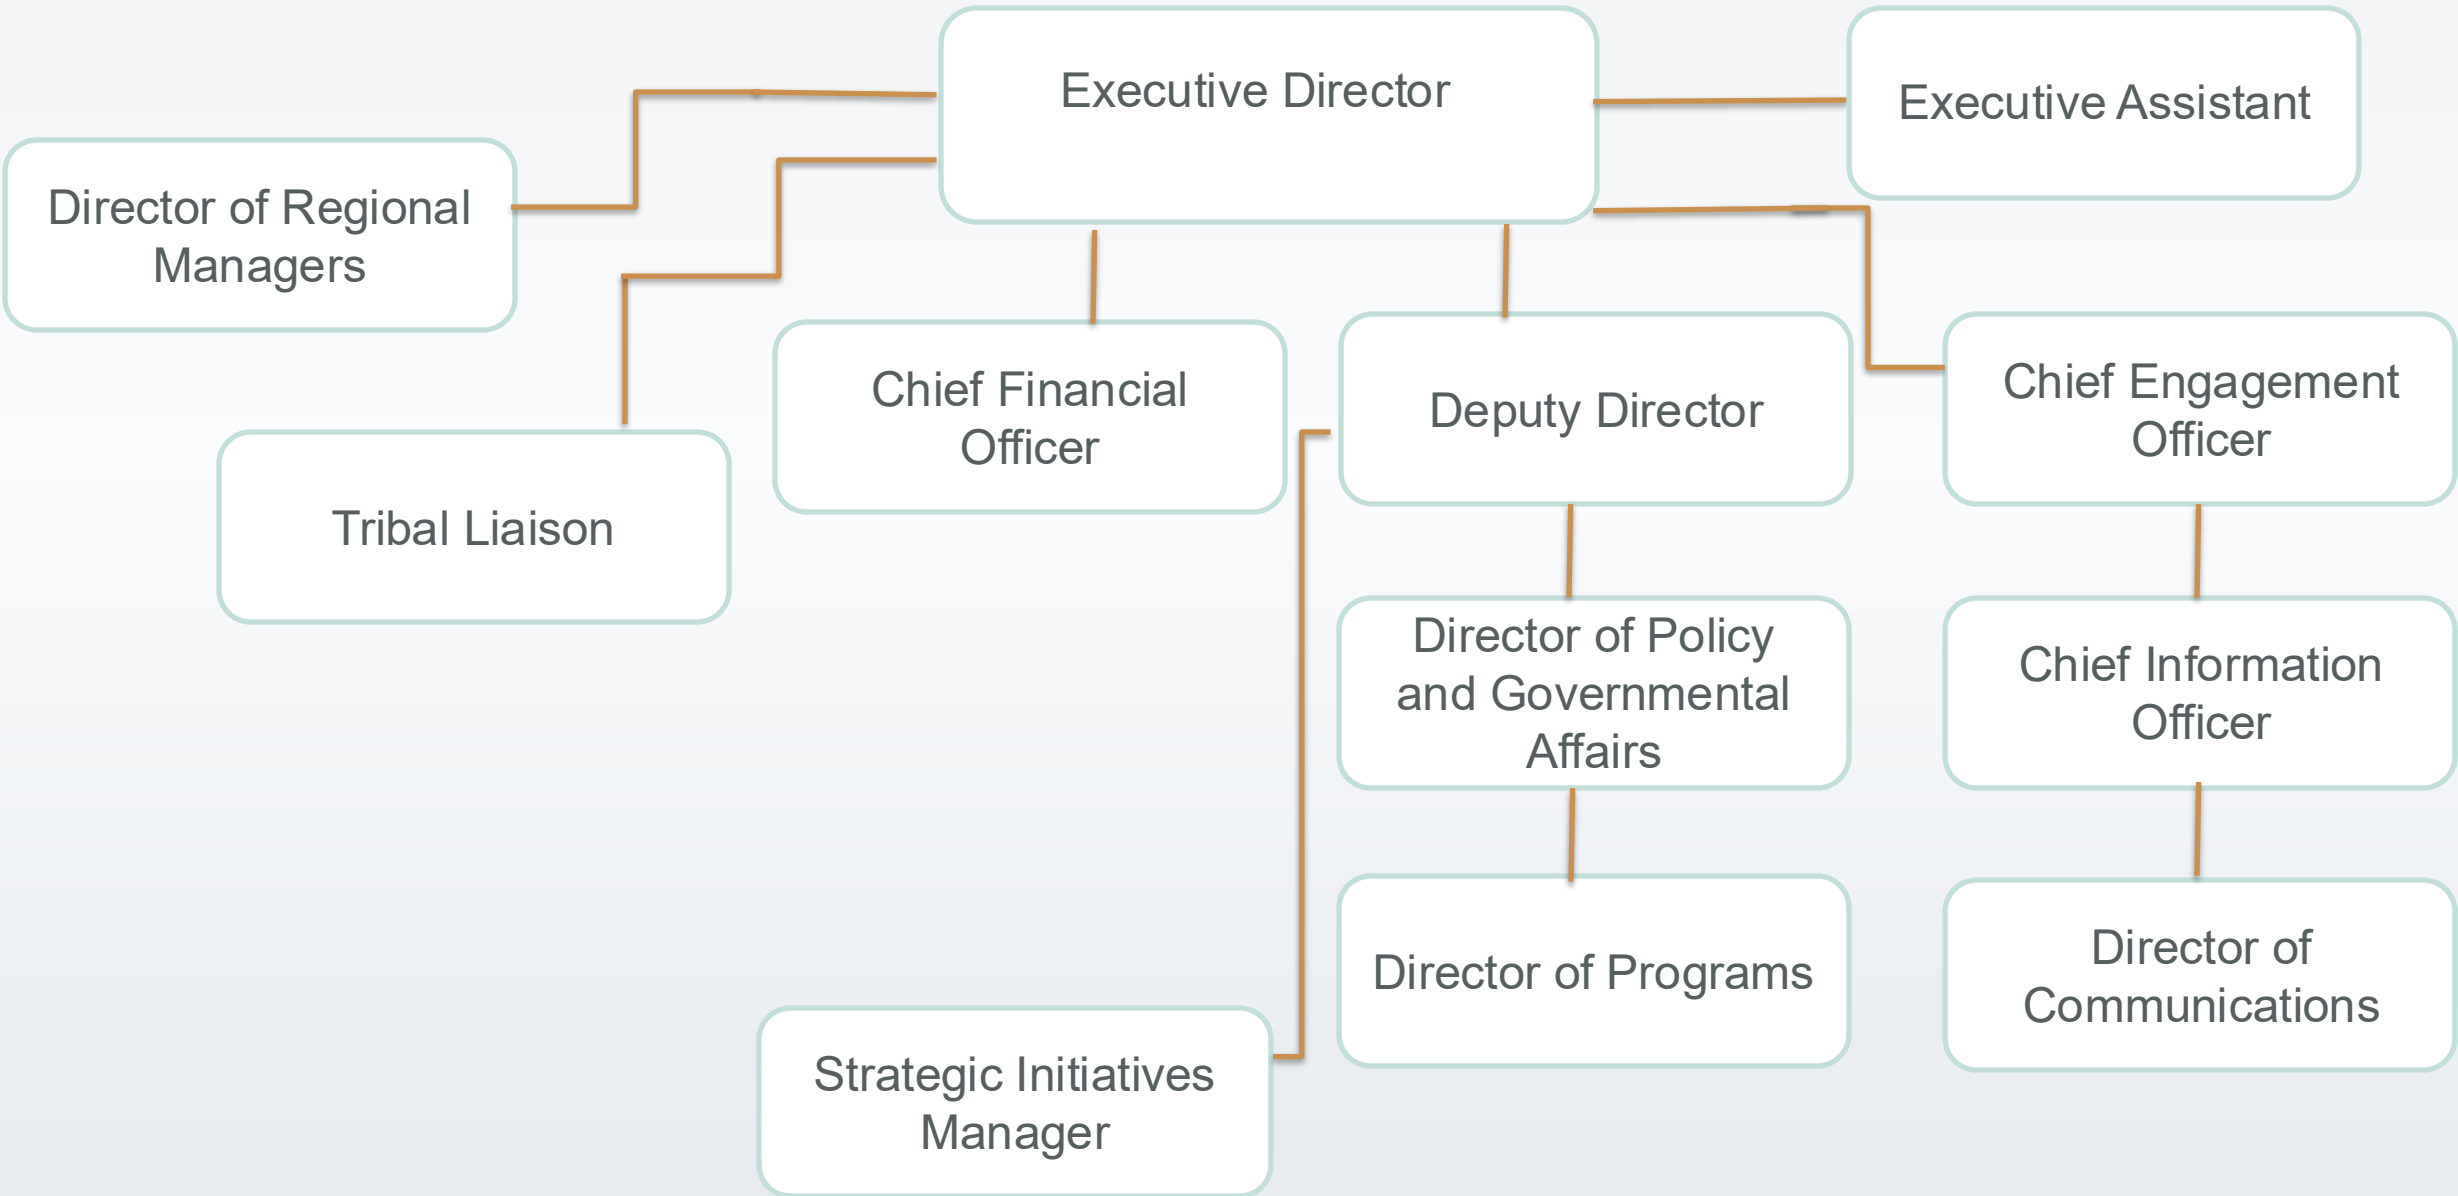 Executive Director
Executive Assistant
Director of Regional
Managers
Chief Financial
Officer
Deputy Director
Chief Engagement
Officer
Tribal Liaison
Director of Policy
and Governmental
Affairs
Chief Information
Officer
Director of Programs
Director of
Communications
Strategic Initiatives
Manager